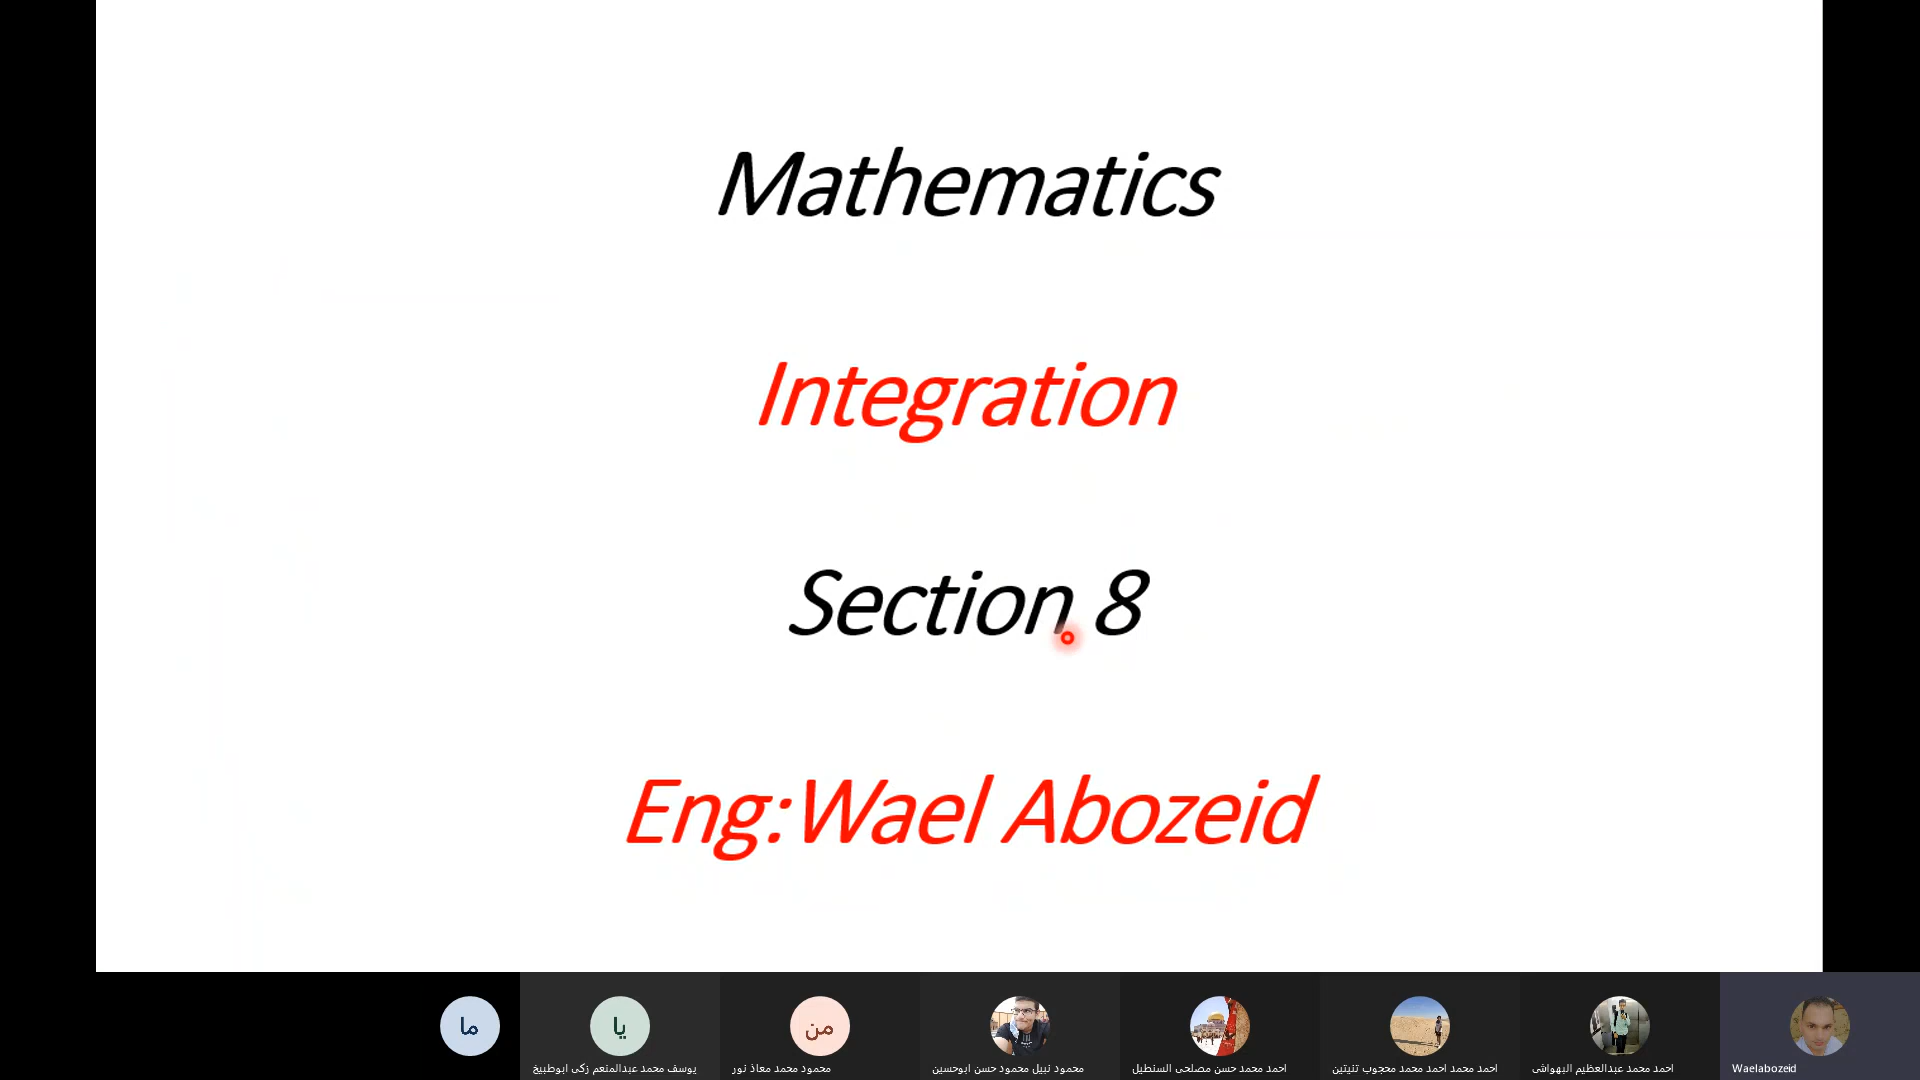 Mathematics
Integration
Section 8
Eng:Wael Abozeid
ما
يا
من
يوسف محمد عبدالمنعم زكى ابوطبيخ
محمود محمد معاذ نور
محمود نبيل محمود حسن ابوحسين
احمد محمد حسن مصلحى السنطيل
احمد محمد احمد محمد محجوب تنيتين
احمد محمد عبدالعظيم البهواشى
Waelabozeid